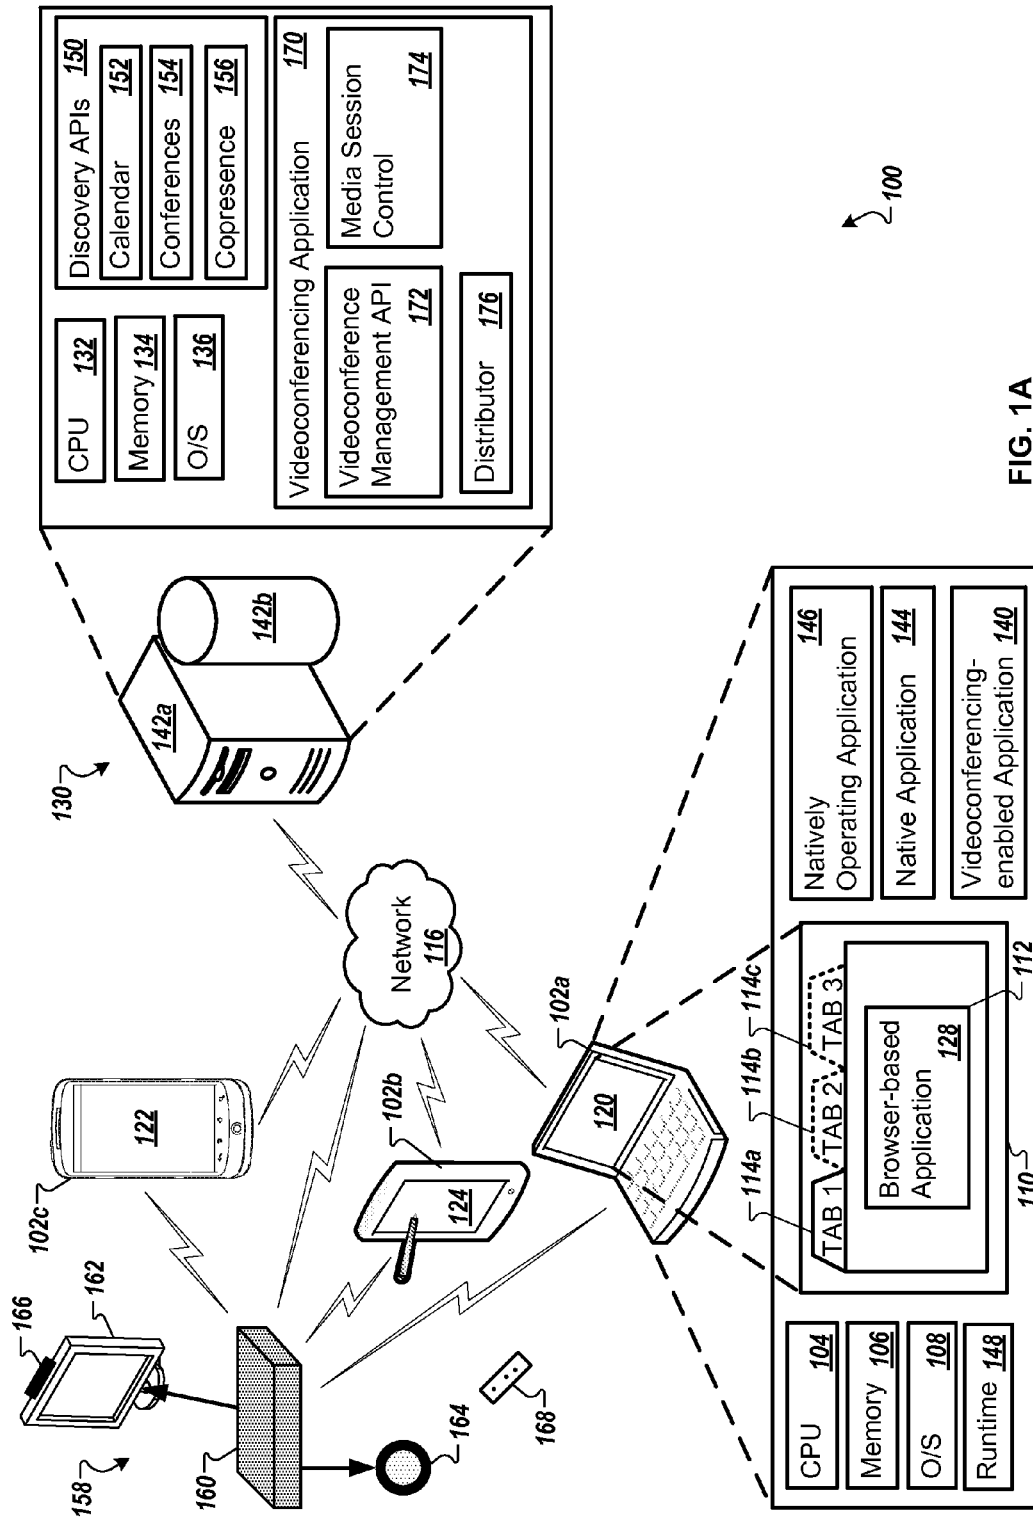 158
166
162
160
164
168
102c
122
102b
124
102a
120
Network
116
130
142a
142b
CPU
132
Memory 134
O/S
136
Discovery APIs
150
Calendar
152
Conferences
154
Copresence
156
Videoconferencing Application
170
Videoconference
Management API
172
Media Session
Control
174
Distributor
176
CPU
104
Memory
106
O/S
108
Runtime
148
114a
114b
114c
TAB 1
TAB 2
TAB 3
Browser-based
Application
128
110
112
Natively
146
Operating Application
Native Application
144
Videoconferencing-
enabled Application
140
100
FIG. 1A